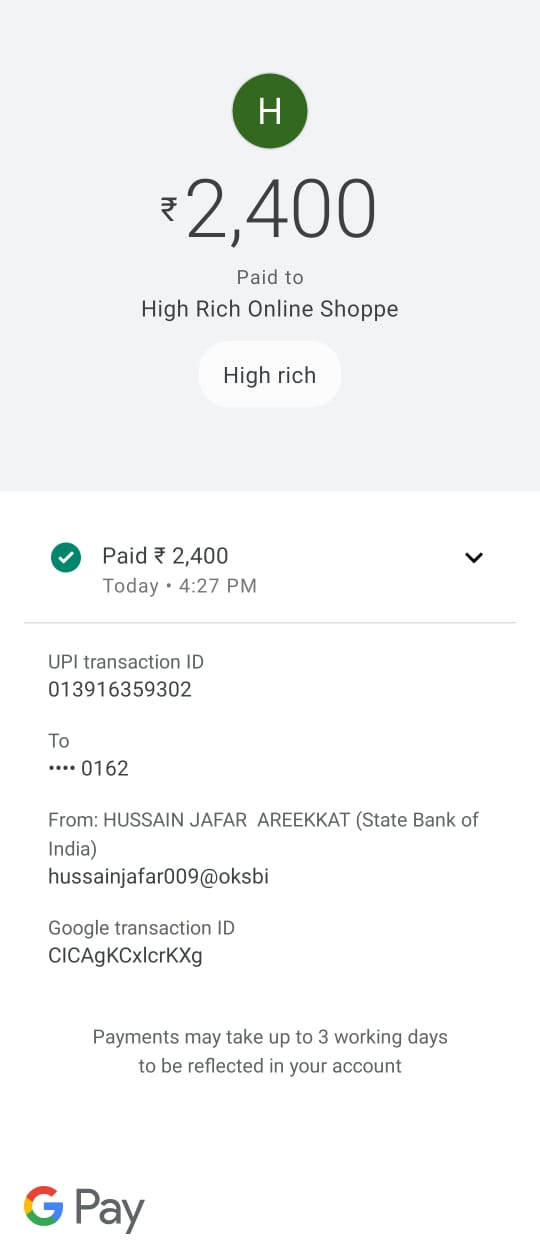 H
₹2,400
Paid to
High Rich Online Shoppe
High rich
Paid ₹ 2,400
Today • 4:27 PM
UPI transaction ID
013916359302
To
•••• 0162
From: HUSSAIN JAFAR  AREEKKAT (State Bank of
India)
hussainjafar009@oksbi
Google transaction ID
CICAgKCxlcrKXg
Payments may take up to 3 working days
to be reflected in your account
G Pay